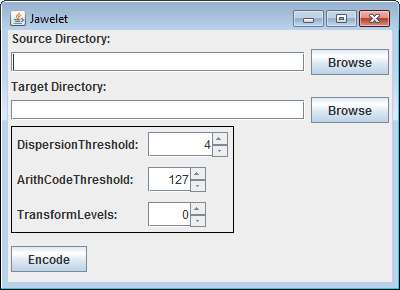 Jawelet
Source Directory:
Browse
Target Directory:
Browse
DispersionThreshold: 4
ArithCodeThreshold: 127
TransformLevels: 0
Encode